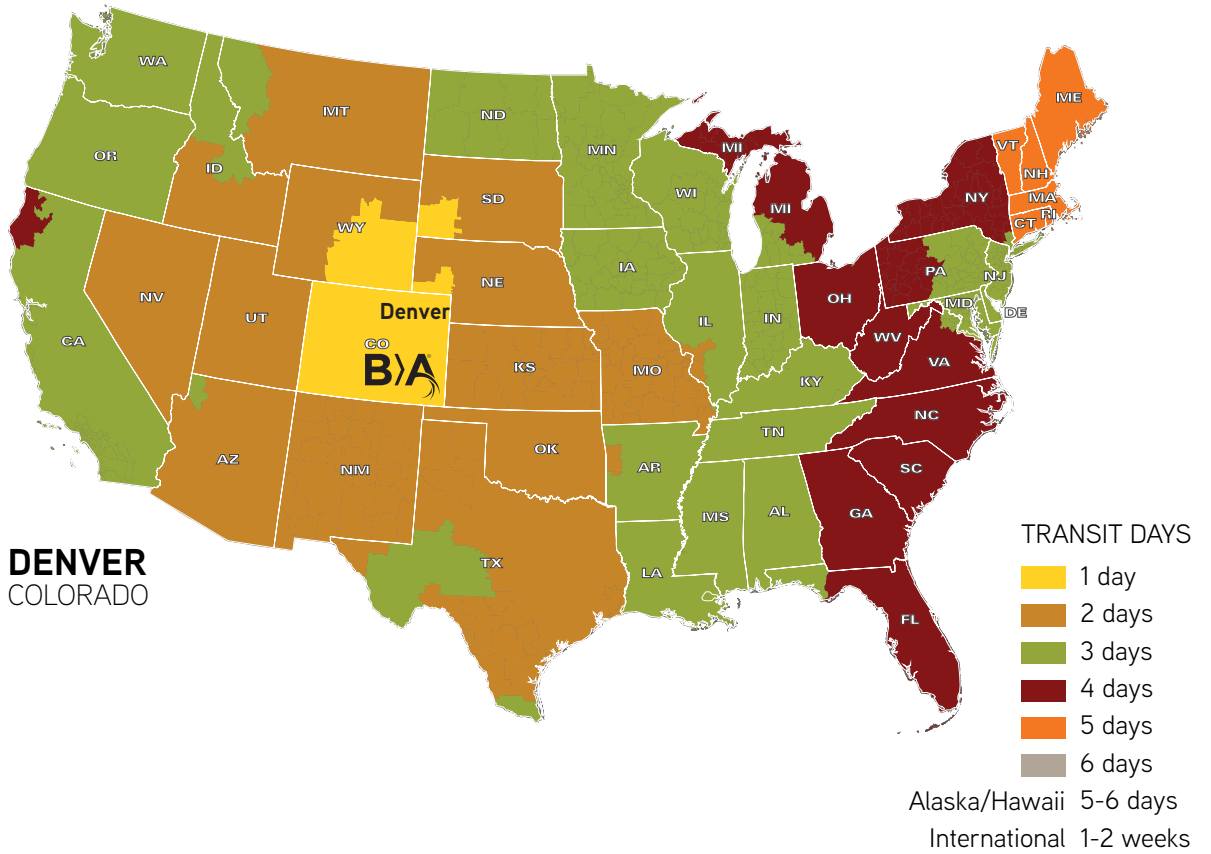 WA
MT
ND
MN
ME
OR
ID
MI
VT
NH
WI
SD
WY
MI
NY
MA
RI
CT
IA
NE
PA
NJ
NV
UT
Denver
OH
MD
DE
CA
CO
IL
IN
WV
B⟩A
KS
MO
VA
KY
NC
TN
AZ
NM
OK
AR
SC
MS
AL
GA
TX
LA
FL
DENVER
COLORADO
TRANSIT DAYS
1 day
2 days
3 days
4 days
5 days
6 days
Alaska/Hawaii 5-6 days
International 1-2 weeks